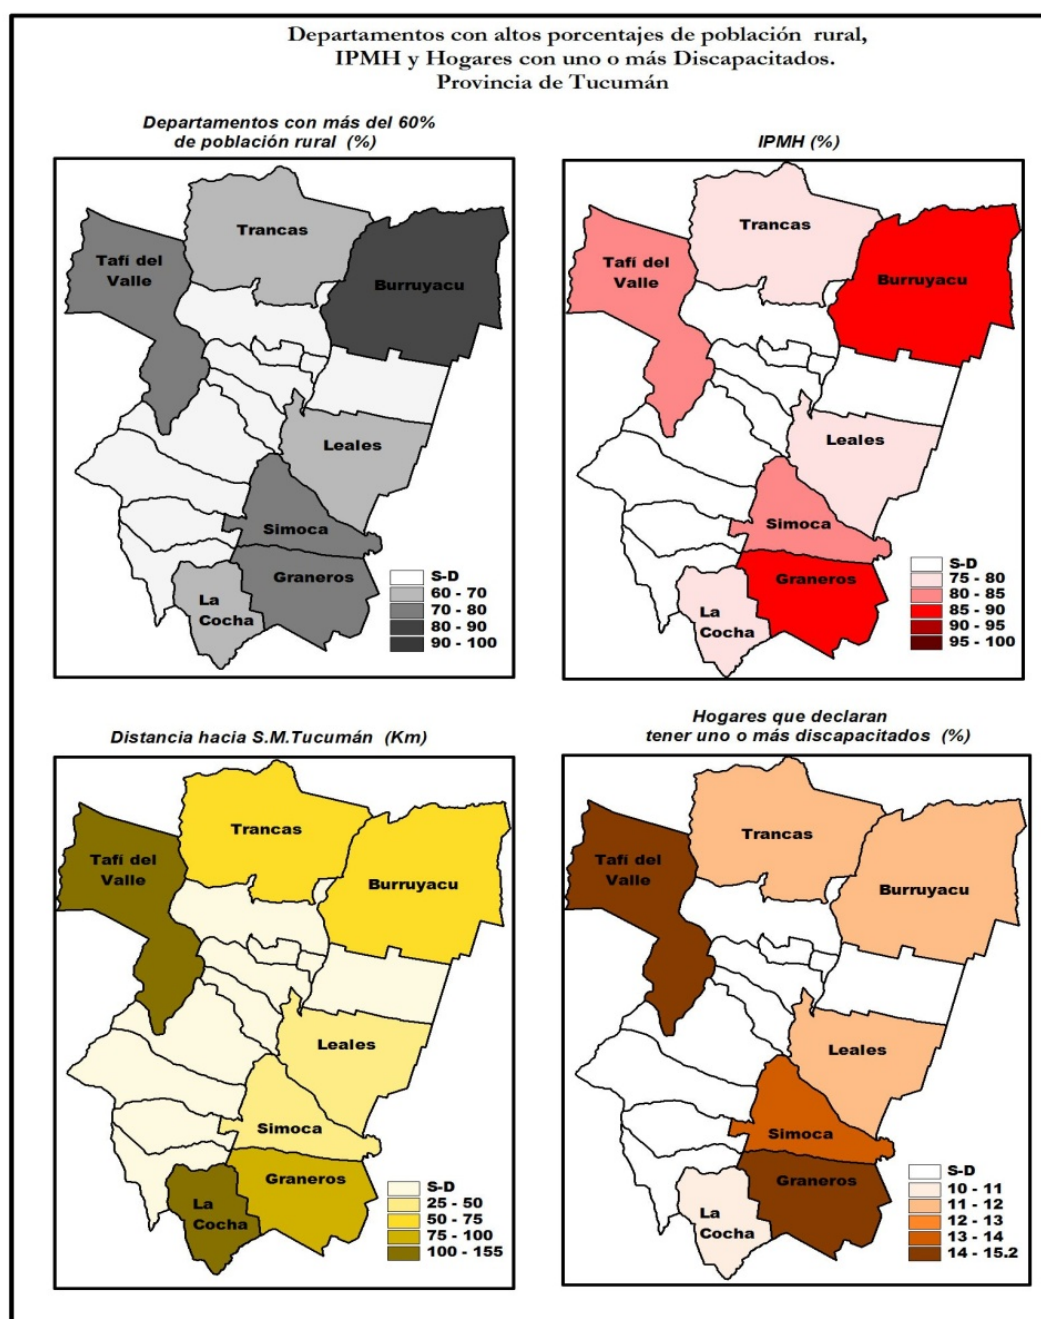 Departamentos con altos porcentajes de población rural,
IPMH y Hogares con uno o más Discapacitados.
Provincia de Tucumán
Departamentos con más del 60%
de población rural (%)
Trancas
Tafí del
Valle
Burruyacu
Leales
Simoca
Graneros
La
Cocha
S-D
60 - 70
70 - 80
80 - 90
90 - 100
IPMH (%)
Trancas
Tafí del
Valle
Burruyacu
Leales
Simoca
Graneros
La
Cocha
S-D
75 - 80
80 - 85
85 - 90
90 - 95
95 - 100
Distancia hacia S.M.Tucumán (Km)
Trancas
Tafí del
Valle
Burruyacu
Leales
Simoca
Graneros
La
Cocha
S-D
25 - 50
50 - 75
75 - 100
100 - 155
Hogares que declaran
tener uno o más discapacitados (%)
Trancas
Tafí del
Valle
Burruyacu
Leales
Simoca
Graneros
La
Cocha
S-D
10 - 11
11 - 12
12 - 13
13 - 14
14 - 15.2